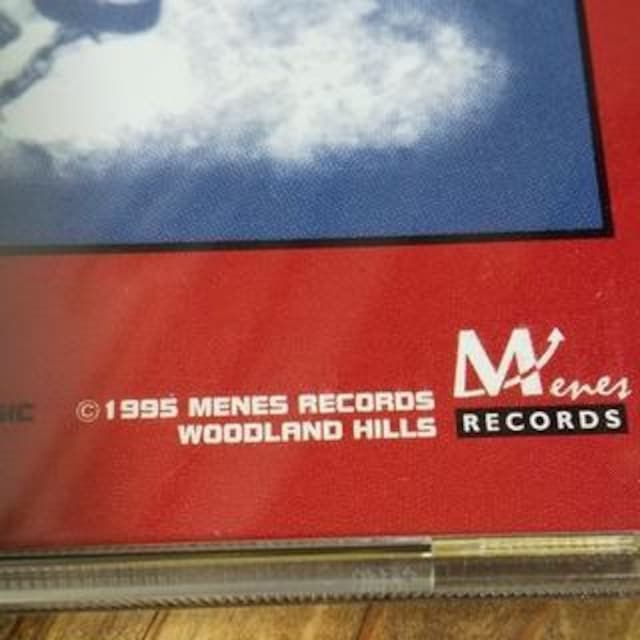 ©1995 MENES RECORDS
WOODLAND HILLS
Menes
RECORDS